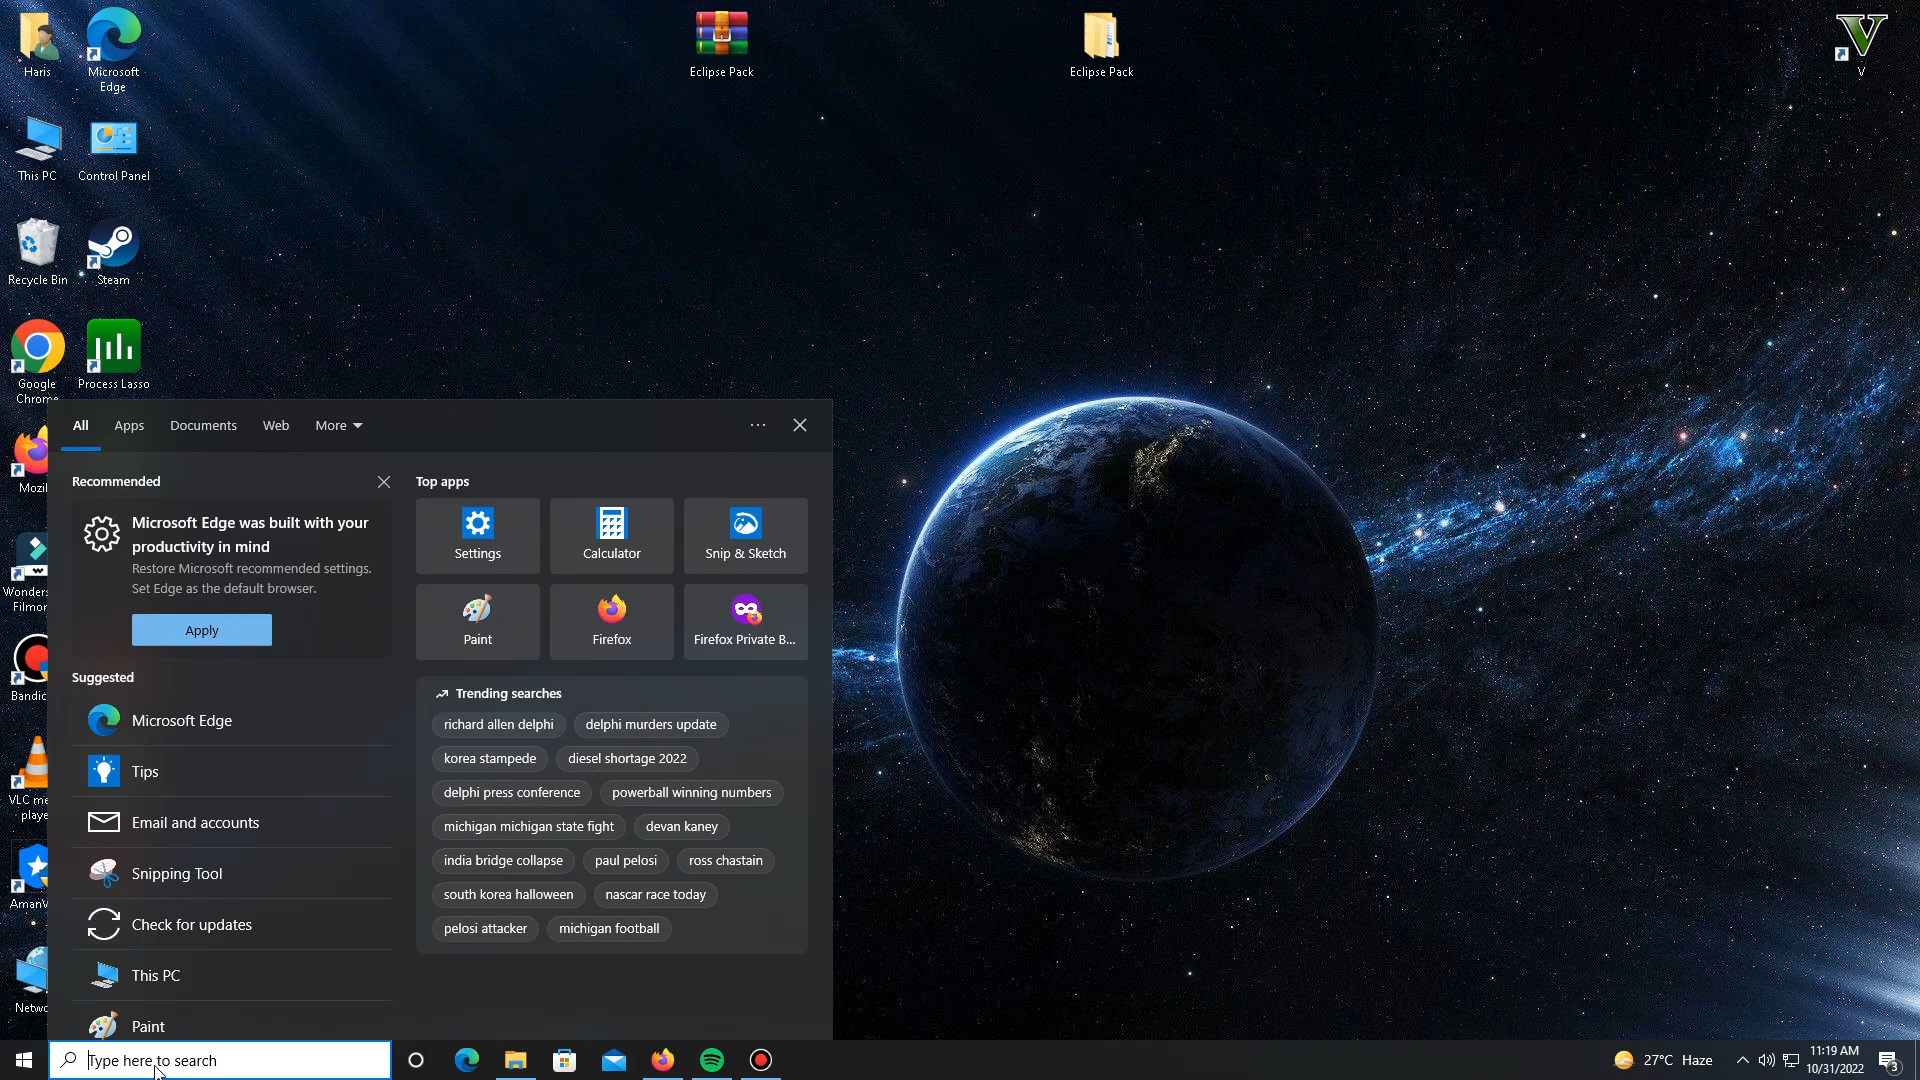 Haris
Microsoft
Edge
Eclipse Pack
Eclipse Pack
V
This PC
Control Panel
Recycle Bin
Steam
Google
Chrome
Process Lasso
All
Apps
Documents
Web
More
Recommended
Microsoft Edge was built with your
productivity in mind
Restore Microsoft recommended settings.
Set Edge as the default browser.
Apply
Suggested
Microsoft Edge
Tips
Email and accounts
Snipping Tool
Check for updates
This PC
Paint
Top apps
Settings
Calculator
Snip & Sketch
Paint
Firefox
Firefox Private B...
Trending searches
richard allen delphi
delphi murders update
korea stampede
diesel shortage 2022
delphi press conference
powerball winning numbers
michigan michigan state fight
devan kaney
india bridge collapse
paul pelosi
ross chastain
south korea halloween
nascar race today
pelosi attacker
michigan football
Mozil
Wonders
Filmor
Bandic
VLC me
playe
AmanV
Netwo
Type here to search
27°C Haze
11:19 AM
10/31/2022
3